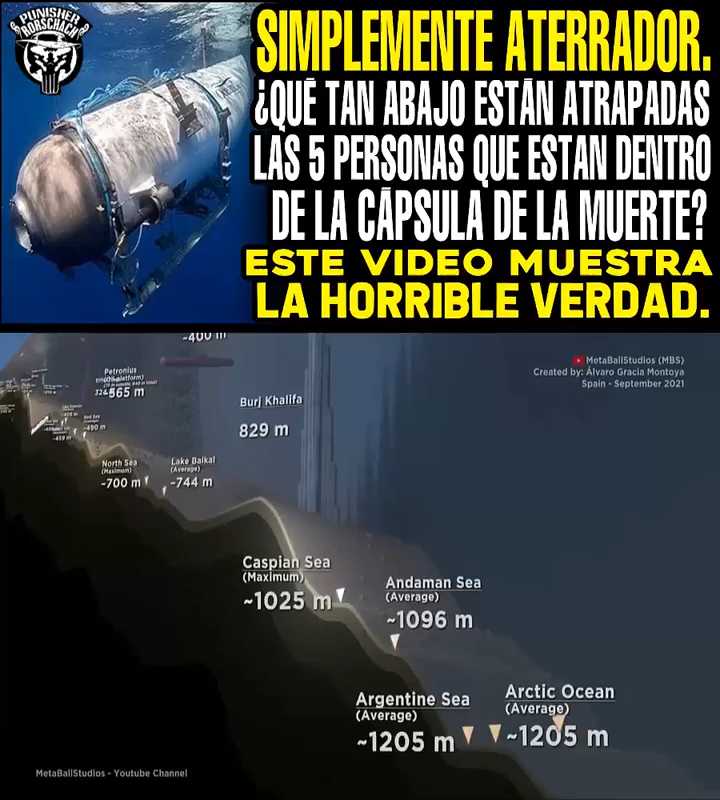 PUNISHER
RORSCHACH
SIMPLEMENTE ATERRADOR.
¿QUÉ TAN ABAJO ESTÁN ATRAPADAS
LAS 5 PERSONAS QUE ESTAN DENTRO
DE LA CÁPSULA DE LA MUERTE?
ESTE VIDEO MUESTRA
LA HORRIBLE VERDAD.
~400 m
MetaBallStudios (MBS)
Created by: Álvaro Gracia Montoya
Spain - September 2021
Petronius
565 m
Burj Khalifa
829 m
~490 m
~459 m
North Sea
(Maximum)
~700 m
Lake Baikal
(Average)
~744 m
Caspian Sea
(Maximum)
~1025 m
Andaman Sea
(Average)
~1096 m
Argentine Sea
(Average)
~1205 m
Arctic Ocean
(Average)
~1205 m
MetaBallStudios - Youtube Channel